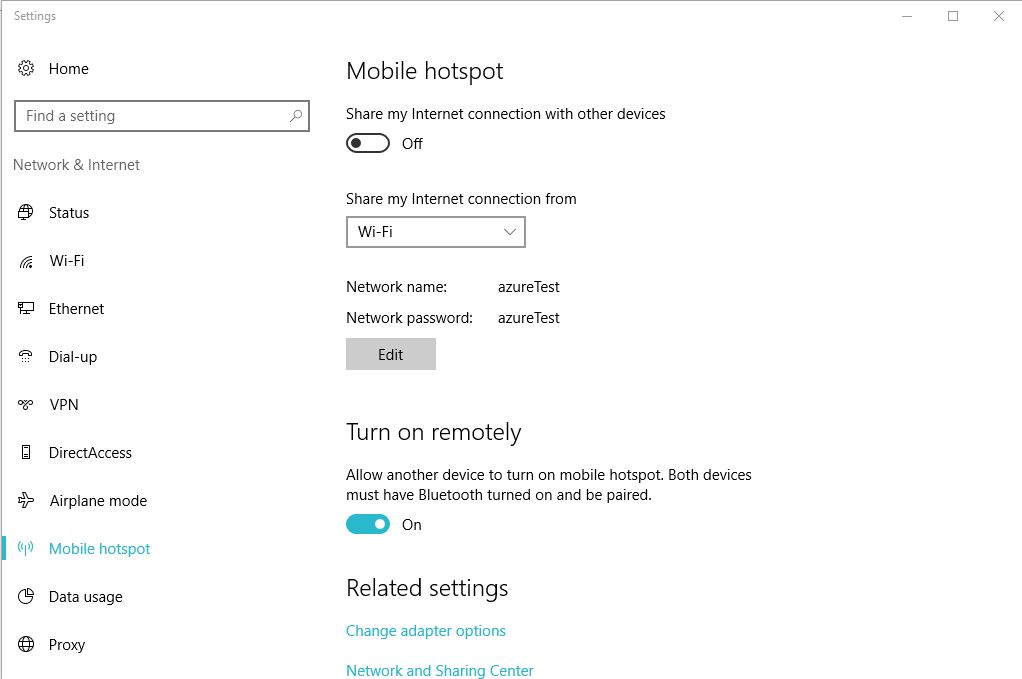 Settings
Home
Find a setting
Network & Internet
Status
Wi-Fi
Ethernet
Dial-up
VPN
DirectAccess
Airplane mode
Mobile hotspot
Data usage
Proxy
Mobile hotspot
Share my Internet connection with other devices
Off
Share my Internet connection from
Wi-Fi
Network name: azureTest
Network password: azureTest
Edit
Turn on remotely
Allow another device to turn on mobile hotspot. Both devices
must have Bluetooth turned on and be paired.
On
Related settings
Change adapter options
Network and Sharing Center